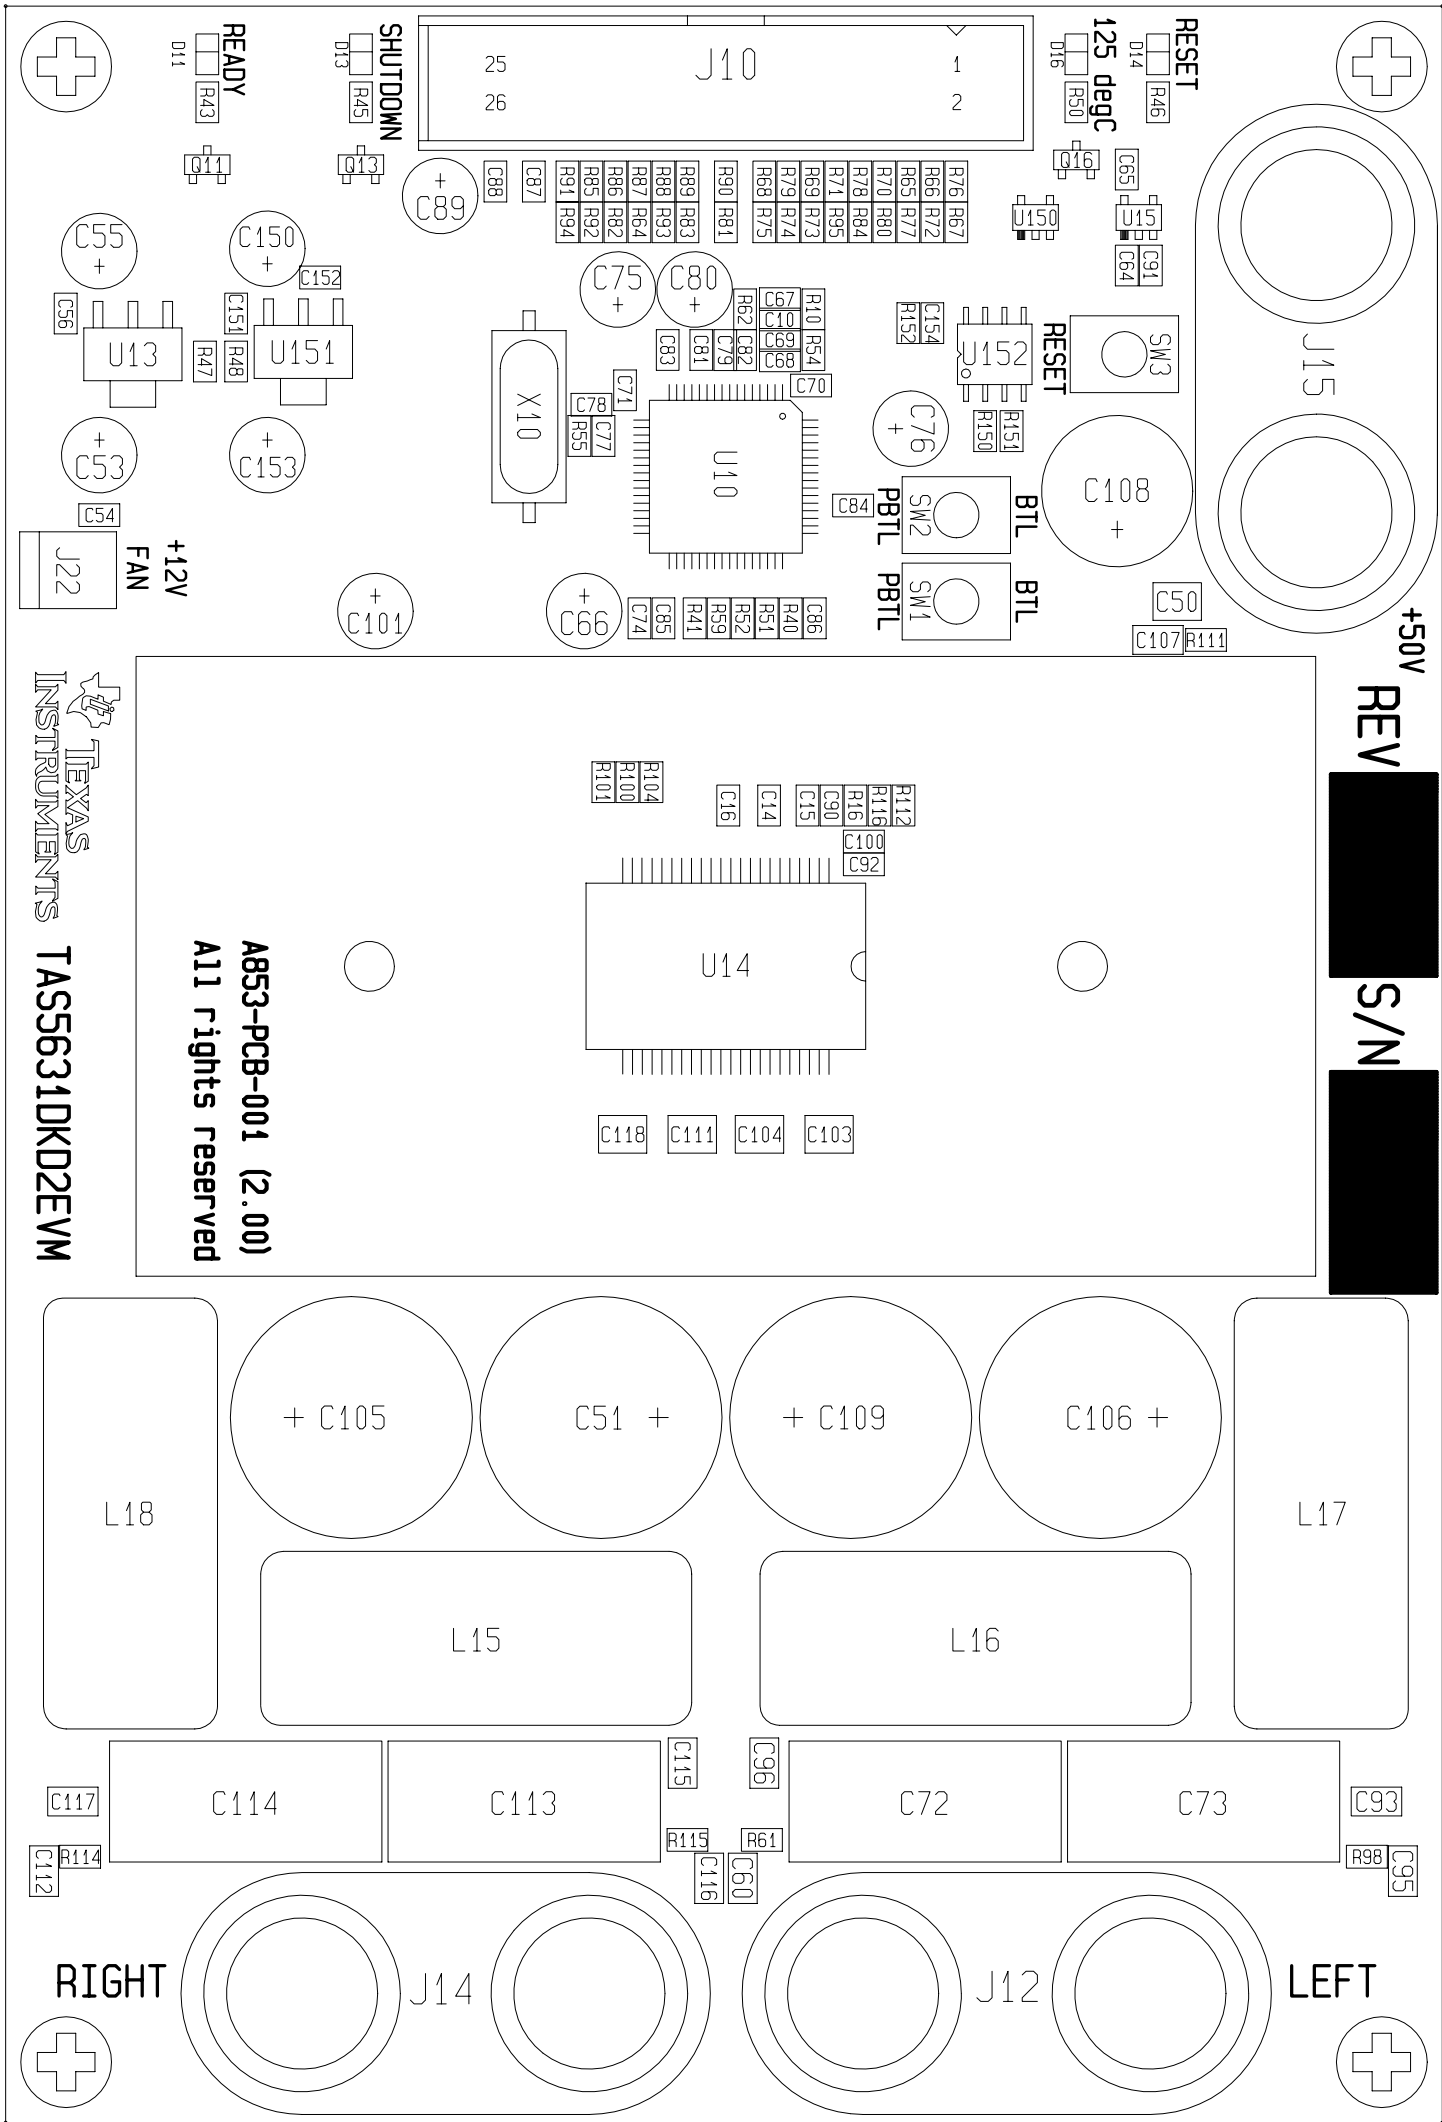 READY
D11
R43
Q11
SHUTDOWN
D13
R45
Q13
25
26
J10
1
2
125 degC
D16
R50
Q16
RESET
D14
R46
C65
C89
C88
C87
R91
R85
R86
R87
R88
R89
R90
R68
R79
R69
R71
R78
R70
R65
R66
R76
R94
R92
R82
R64
R93
R83
R81
R75
R74
R73
R95
R84
R80
R77
R72
R67
U150
U15
C64
C91
C55
C150
C152
C56
C151
U13
R47
R48
U151
C75
C80
R62
C67
C10
C69
C68
R10
R54
C83
C81
C79
C82
C70
R152
C154
U152
RESET
SW3
J15
X10
C71
C78
R55
C77
U10
C76
R150
R151
C108
C53
C153
C54
C84
PBTL
SW2
BTL
PBTL
SW1
BTL
J22
FAN
+12V
C101
C66
C74
C85
R41
R59
R52
R51
R40
C86
C50
C107
R111
+50V
REV
S/N
TEXAS
INSTRUMENTS
TAS5631DKD2EVM
R101
R100
R104
C16
C14
C15
C90
R16
R116
R112
C100
C92
U14
A853-PCB-001 (2.00)
All rights reserved
C118
C111
C104
C103
C105
C51
C109
C106
L18
L17
L15
L16
C115
C96
C117
C114
C113
C72
C73
C93
C112
R114
R115
R61
C116
C60
R98
C95
RIGHT
J14
J12
LEFT